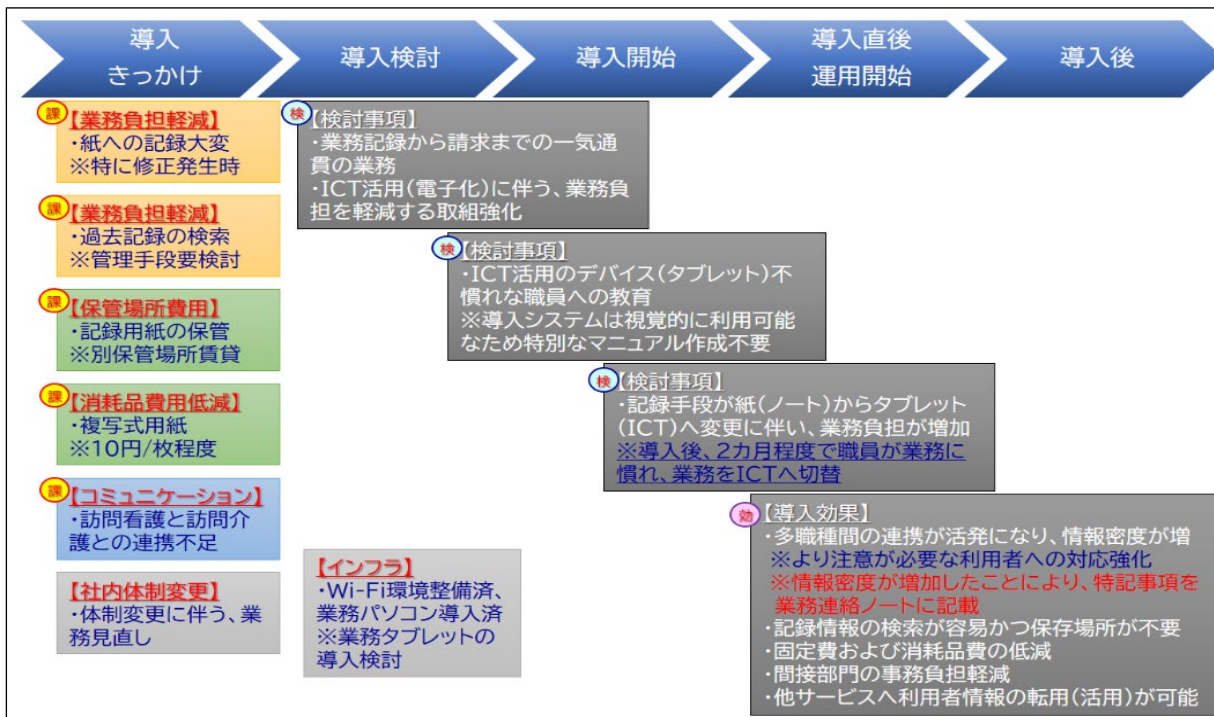 導入
きっかけ
導入検討
導入開始
導入直後
運用開始
導入後
課
【業務負担軽減】
・紙への記録大変
※特に修正発生時
課
【業務負担軽減】
・過去記録の検索
※管理手段要検討
課
【保管場所費用】
・記録用紙の保管
※別保管場所賃貸
課
【消耗品費用低減】
・複写式用紙
※10円/枚程度
課
【コミュニケーション】
・訪問看護と訪問介
護との連携不足
【社内体制変更】
・体制変更に伴う、業
務見直し
検
【検討事項】
・業務記録から請求までの一気通
貫の業務
・ICT活用(電子化)に伴う、業務負
担を軽減する取組強化
検
【検討事項】
・ICT活用のデバイス(タブレット)不
慣れな職員への教育
※導入システムは視覚的に利用可能
なため特別なマニュアル作成不要
検
【検討事項】
・記録手段が紙(ノート)からタブレット
(ICT)へ変更に伴い、業務負担が増加
※導入後、2カ月程度で職員が業務に
慣れ、業務をICTへ切替
【インフラ】
・Wi-Fi環境整備済、
業務パソコン導入済
※業務タブレットの
導入検討
効
【導入効果】
・多職種間の連携が活発になり、情報密度が増
※より注意が必要な利用者への対応強化
※情報密度が増加したことにより、特記事項を
業務連絡ノートに記載
・記録情報の検索が容易かつ保存場所が不要
・固定費および消耗品費の低減
・間接部門の事務負担軽減
・他サービスへ利用者情報の転用(活用)が可能